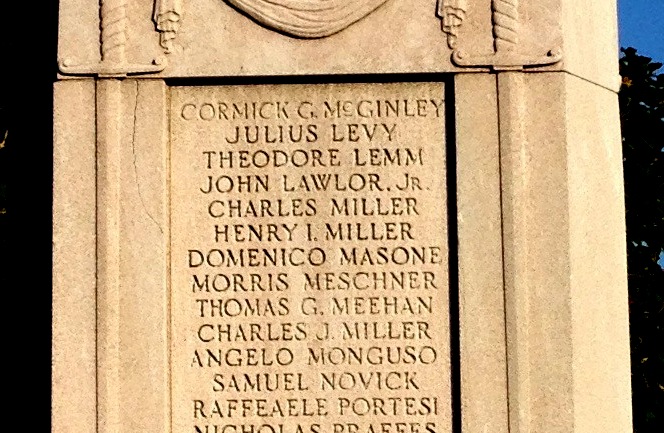 CORMICK G. McGINLEY
JULIUS LEVY
THEODORE LEMM
JOHN LAWLOR, JR.
CHARLES MILLER
HENRY I. MILLER
DOMENICO MASONE
MORRIS MESCHNER
THOMAS G. MEEHAN
CHARLES J. MILLER
ANGELO MONGUSO
SAMUEL NOVICK
RAFFEAELE PORTESI
NICHOLAS